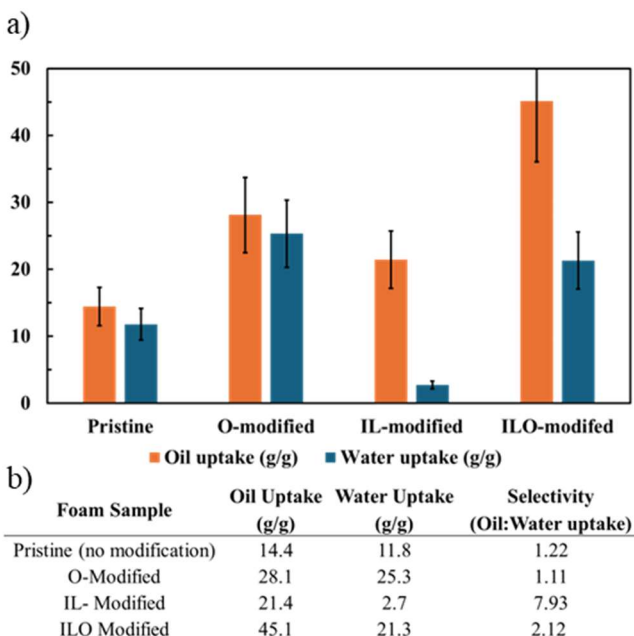 a)
50
40
30
20
10
0
Pristine O-modified IL-modified ILO-modifed
Oil uptake (g/g) Water uptake (g/g)
b)
Foam Sample Oil Uptake (g/g) Water Uptake (g/g) Selectivity (Oil:Water uptake)
Pristine (no modification) 14.4 11.8 1.22
O-Modified 28.1 25.3 1.11
IL- Modified 21.4 2.7 7.93
ILO Modified 45.1 21.3 2.12